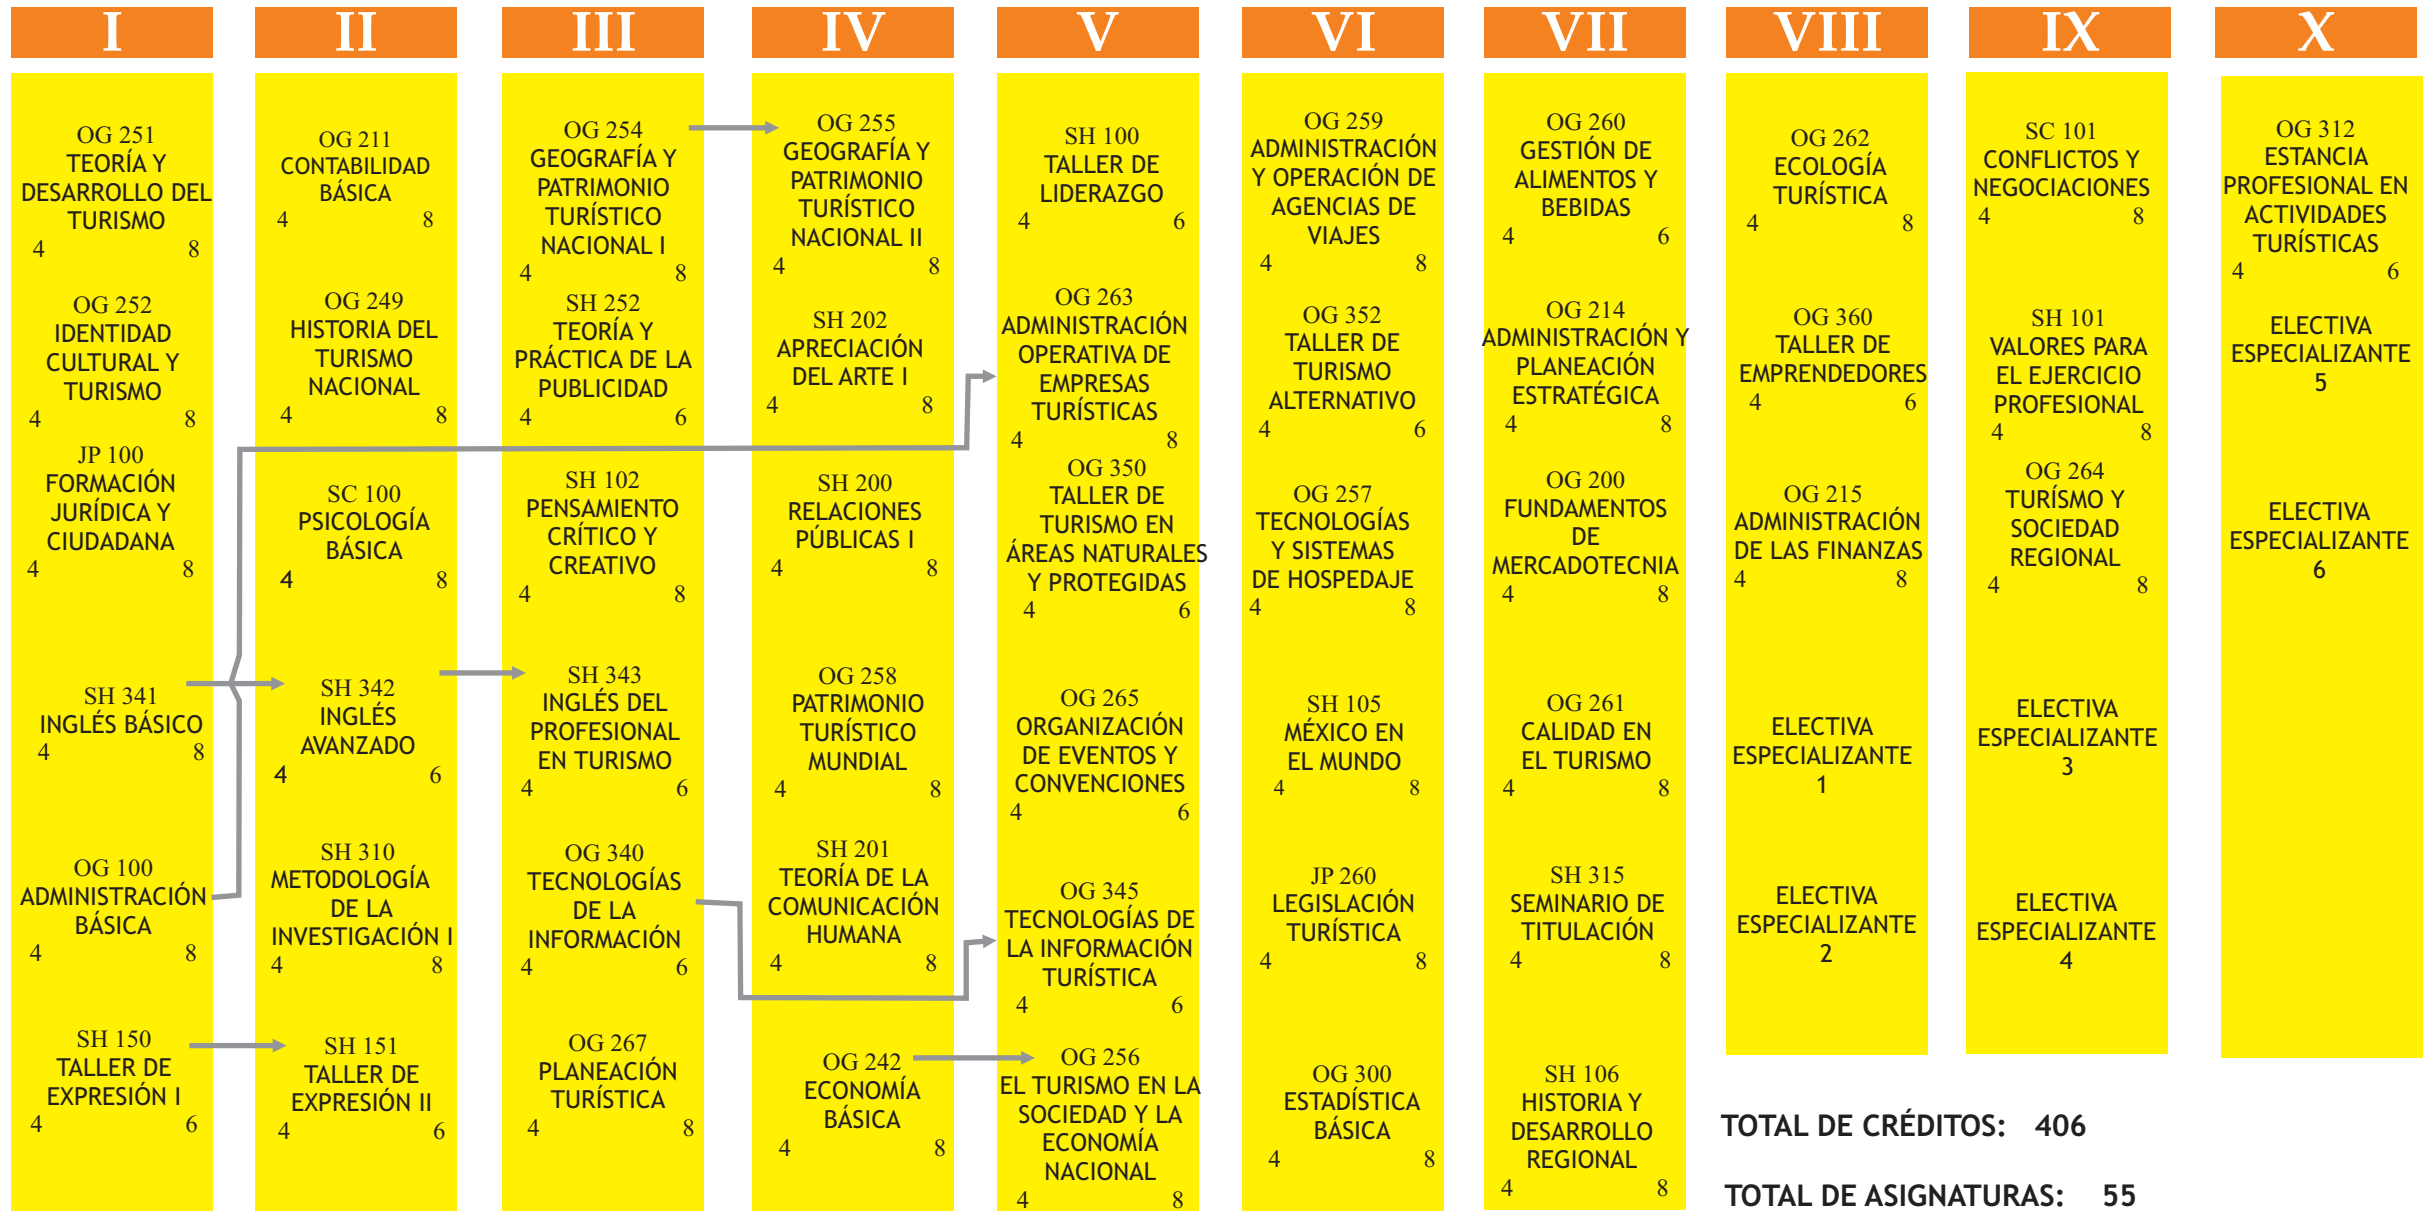 I
OG 251
TEORÍA Y
DESARROLLO DEL
TURISMO
4 8
OG 252
IDENTIDAD
CULTURAL Y
TURISMO
4 8
JP 100
FORMACIÓN
JURÍDICA Y
CIUDADANA
4 8
SH 341
INGLÉS BÁSICO
4 8
OG 100
ADMINISTRACIÓN
BÁSICA
4 8
SH 150
TALLER DE
EXPRESIÓN I
4 6
II
OG 211
CONTABILIDAD
BÁSICA
4 8
OG 249
HISTORIA DEL
TURISMO
NACIONAL
4 8
SC 100
PSICOLOGÍA
BÁSICA
4 8
SH 342
INGLÉS
AVANZADO
4 6
SH 310
METODOLOGÍA
DE LA
INVESTIGACIÓN I
4 8
SH 151
TALLER DE
EXPRESIÓN II
4 6
III
OG 254
GEOGRAFÍA Y
PATRIMONIO
TURÍSTICO
NACIONAL I
4 8
SH 252
TEORÍA Y
PRÁCTICA DE LA
PUBLICIDAD
4 6
SH 102
PENSAMIENTO
CRÍTICO Y
CREATIVO
4 8
SH 343
INGLÉS DEL
PROFESIONAL
EN TURISMO
4 6
OG 340
TECNOLOGÍAS
DE LA
INFORMACIÓN
4 6
OG 267
PLANEACIÓN
TURÍSTICA
4 8
IV
OG 255
GEOGRAFÍA Y
PATRIMONIO
TURÍSTICO
NACIONAL II
4 8
SH 202
APRECIACIÓN
DEL ARTE I
4 8
SH 200
RELACIONES
PÚBLICAS I
4 8
OG 258
PATRIMONIO
TURÍSTICO
MUNDIAL
4 8
SH 201
TEORÍA DE LA
COMUNICACIÓN
HUMANA
4 8
OG 242
ECONOMÍA
BÁSICA
4 8
V
SH 100
TALLER DE
LIDERAZGO
4 6
OG 263
ADMINISTRACIÓN
OPERATIVA DE
EMPRESAS
TURÍSTICAS
4 8
OG 350
TALLER DE
TURISMO EN
ÁREAS NATURALES
Y PROTEGIDAS
4 6
OG 265
ORGANIZACIÓN
DE EVENTOS Y
CONVENCIONES
4 6
OG 345
TECNOLOGÍAS DE
LA INFORMACIÓN
TURÍSTICA
4 6
OG 256
EL TURISMO EN LA
SOCIEDAD Y LA
ECONOMÍA
NACIONAL
4 8
VI
OG 259
ADMINISTRACIÓN
Y OPERACIÓN DE
AGENCIAS DE
VIAJES
4 8
OG 352
TALLER DE
TURISMO
ALTERNATIVO
4 6
OG 257
TECNOLOGÍAS
Y SISTEMAS
DE HOSPEDAJE
4 8
SH 105
MÉXICO EN
EL MUNDO
4 8
JP 260
LEGISLACIÓN
TURÍSTICA
4 8
OG 300
ESTADÍSTICA
BÁSICA
4 8
VII
OG 260
GESTIÓN DE
ALIMENTOS Y
BEBIDAS
4 6
OG 214
ADMINISTRACIÓN Y
PLANEACIÓN
ESTRATÉGICA
4 8
OG 200
FUNDAMENTOS
DE
MERCADOTECNIA
4 8
OG 261
CALIDAD EN
EL TURISMO
4 8
SH 315
SEMINARIO DE
TITULACIÓN
4 8
SH 106
HISTORIA Y
DESARROLLO
REGIONAL
4 8
VIII
OG 262
ECOLOGÍA
TURÍSTICA
4 8
OG 360
TALLER DE
EMPRENDEDORES
4 6
OG 215
ADMINISTRACIÓN
DE LAS FINANZAS
4 8
ELECTIVA
ESPECIALIZANTE
1
ELECTIVA
ESPECIALIZANTE
2
IX
SC 101
CONFLICTOS Y
NEGOCIACIONES
4 8
SH 101
VALORES PARA
EL EJERCICIO
PROFESIONAL
4 8
OG 264
TURÍSMO Y
SOCIEDAD
REGIONAL
4 8
ELECTIVA
ESPECIALIZANTE
3
ELECTIVA
ESPECIALIZANTE
4
X
OG 312
ESTANCIA
PROFESIONAL EN
ACTIVIDADES
TURÍSTICAS
4 6
ELECTIVA
ESPECIALIZANTE
5
ELECTIVA
ESPECIALIZANTE
6
TOTAL DE CRÉDITOS: 406
TOTAL DE ASIGNATURAS: 55